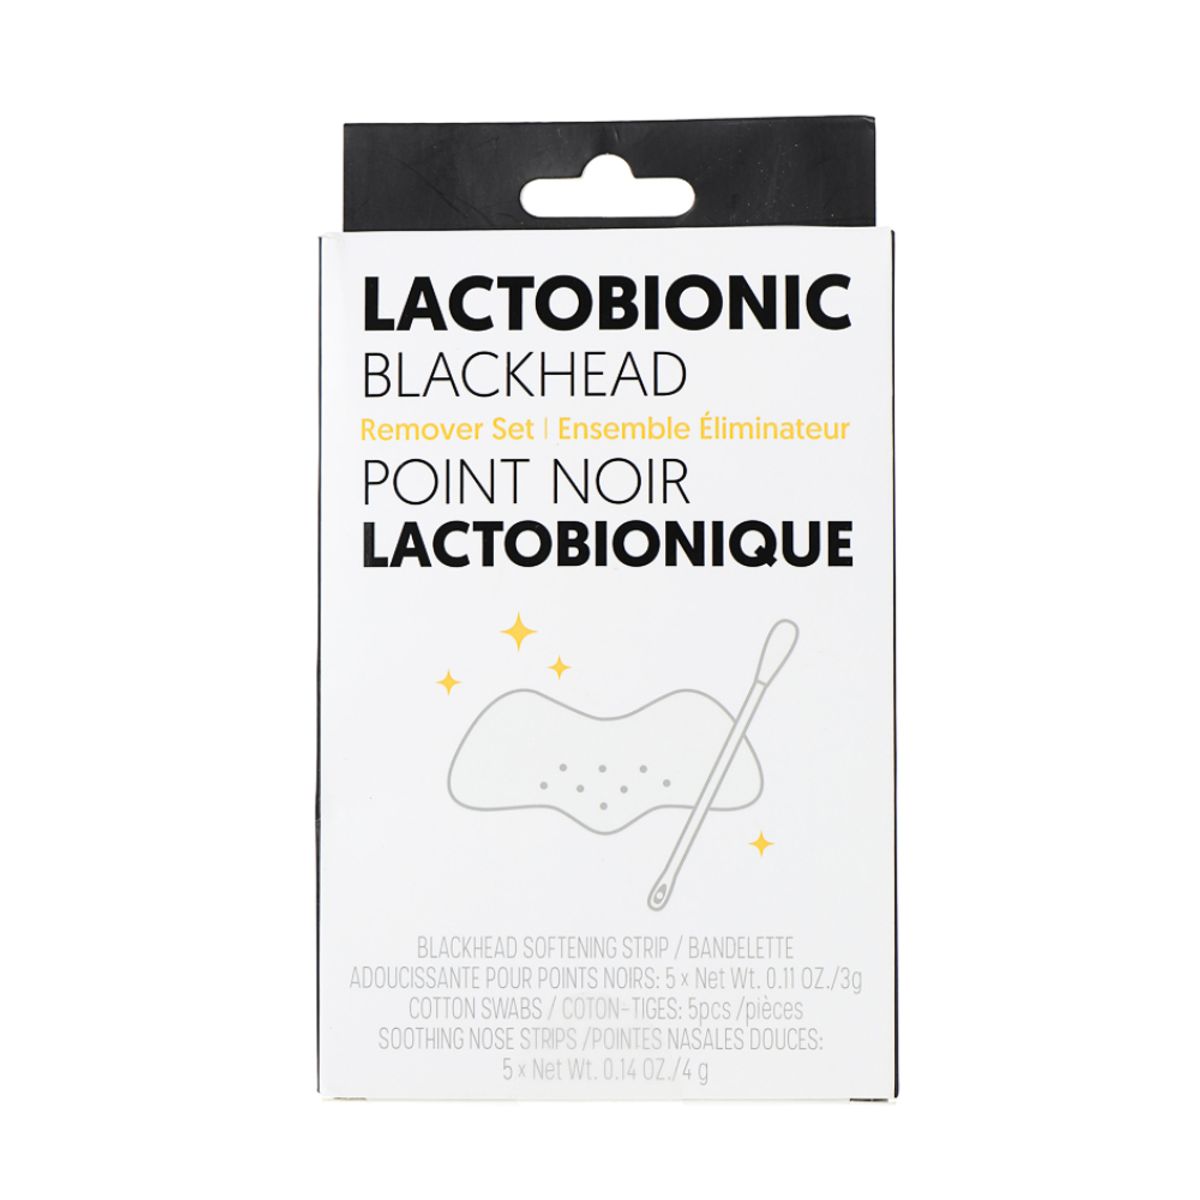 LACTOBIONIC
BLACKHEAD
Remover Set | Ensemble Éliminateur
POINT NOIR
LACTOBIONIQUE
BLACKHEAD SOFTENING STRIP / BANDELETTE
ADOUCISSANTE POUR POINTS NOIRS: 5 x Net Wt. 0.11 OZ./3g
COTTON SWABS / COTON-TIGES: 5pcs /pièces
SOOTHING NOSE STRIPS /POINTES NASALES DOUCES:
5 x Net Wt. 0.14 OZ./4 g